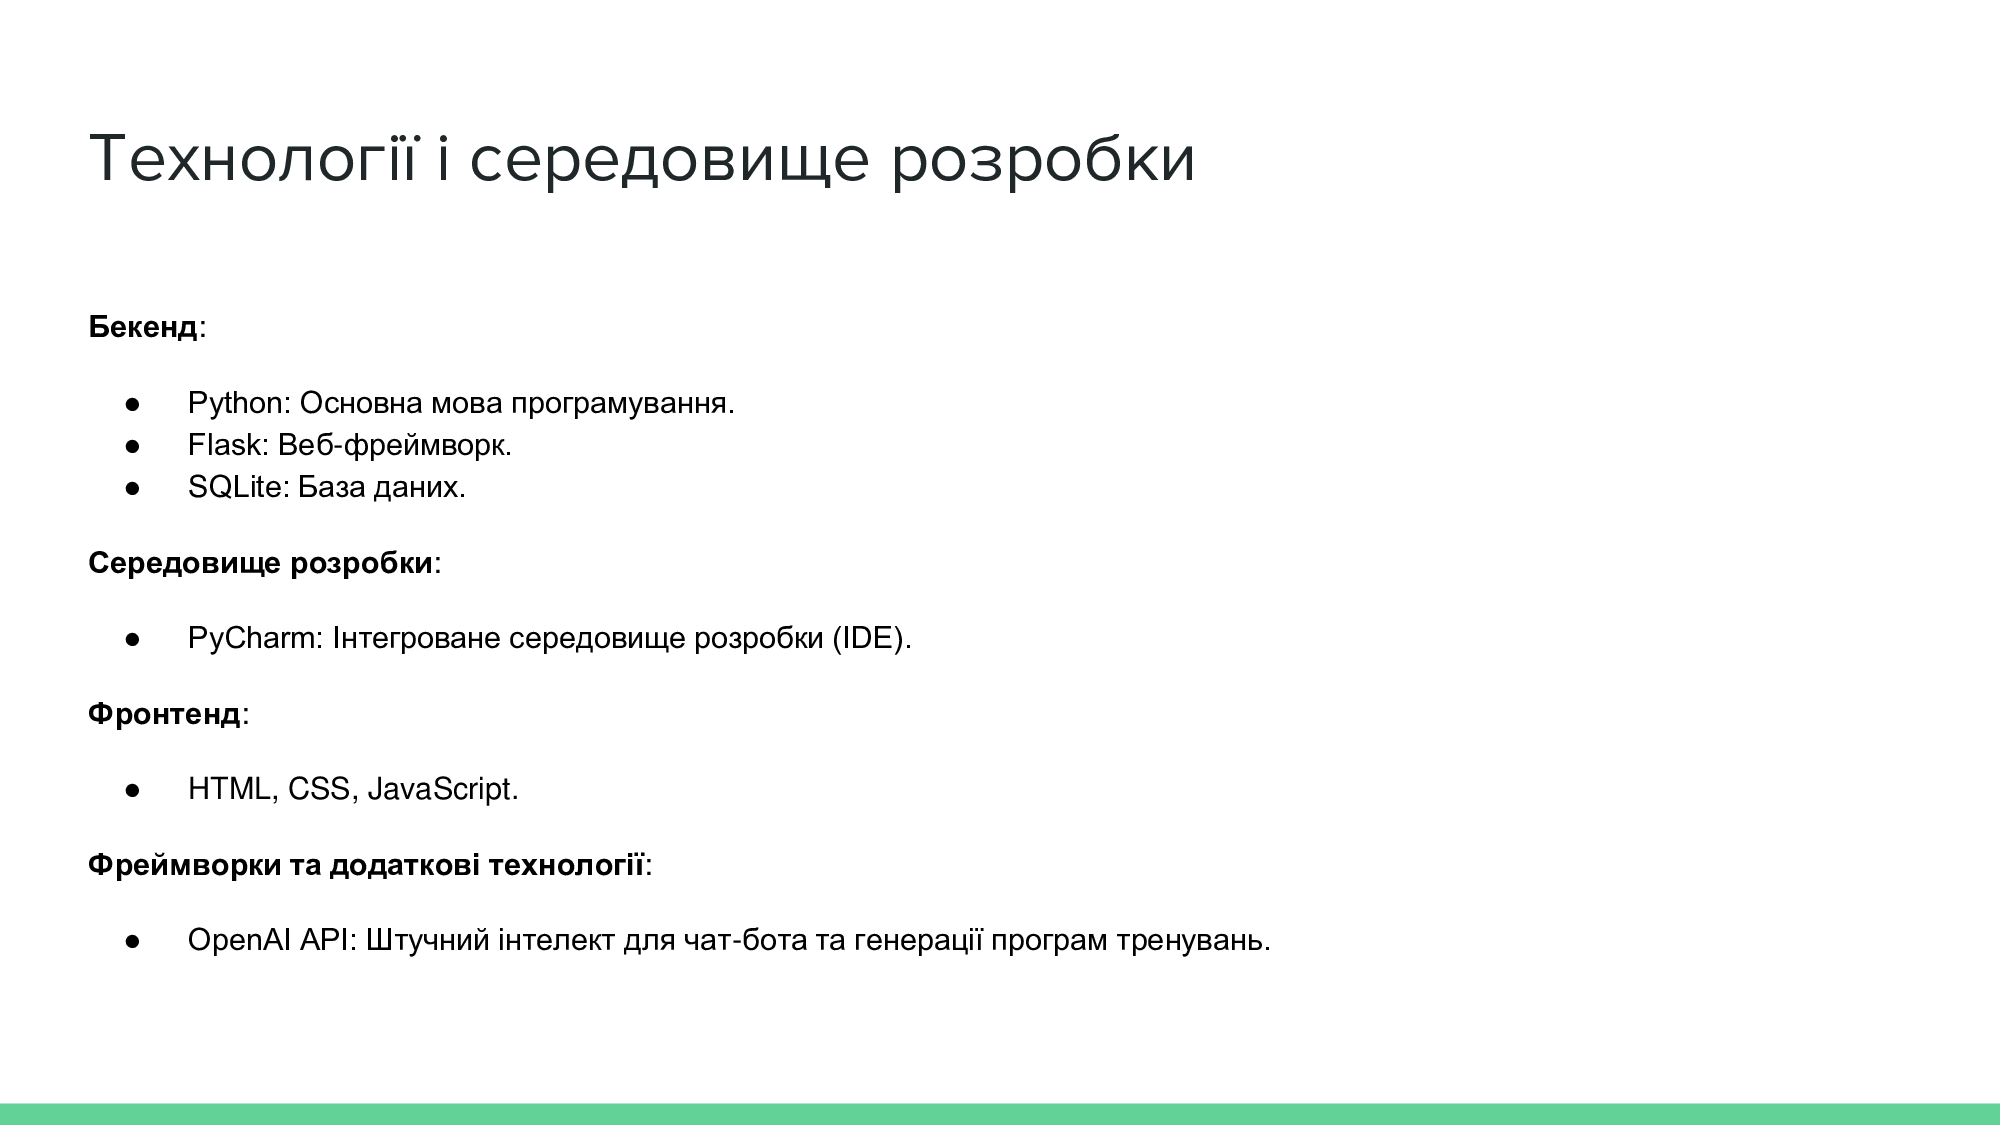 Технології і середовище розробки
Бекенд:
● Python: Основна мова програмування.
● Flask: Веб-фреймворк.
● SQLite: База даних.
Середовище розробки:
● PyCharm: Інтегроване середовище розробки (IDE).
Фронтенд:
● HTML, CSS, JavaScript.
Фреймворки та додаткові технології:
● OpenAI API: Штучний інтелект для чат-бота та генерації програм тренувань.